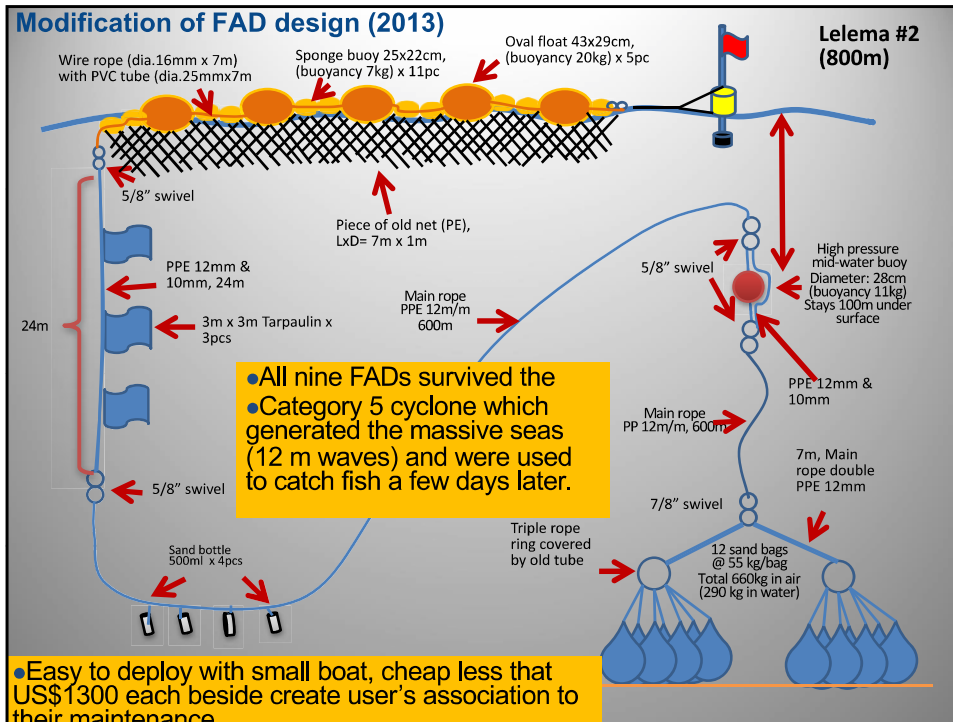 Modification of FAD design (2013)
Lelema #2
(800m)
Wire rope (dia.16mm x 7m)
with PVC tube (dia.25mmx7m
Sponge buoy 25x22cm,
(buoyancy 7kg) x 11pc
Oval float 43x29cm,
(buoyancy 20kg) x 5pc
5/8” swivel
Piece of old net (PE),
LxD= 7m x 1m
PPE 12mm &
10mm, 24m
24m
3m x 3m Tarpaulin x
3pcs
Main rope
PPE 12m/m
600m
5/8” swivel
High pressure
mid-water buoy
Diameter: 28cm
(buoyancy 11kg)
Stays 100m under
surface
PPE 12mm &
10mm
●All nine FADs survived the
●Category 5 cyclone which
generated the massive seas
(12 m waves) and were used
to catch fish a few days later.
Main rope
PP 12m/m, 600m
7m, Main
rope double
PPE 12mm
5/8” swivel
7/8” swivel
Sand bottle
500ml x 4pcs
Triple rope
ring covered
by old tube
12 sand bags
@ 55 kg/bag
Total 660kg in air
(290 kg in water)
●Easy to deploy with small boat, cheap less that
US$1300 each beside create user’s association to
their maintenance